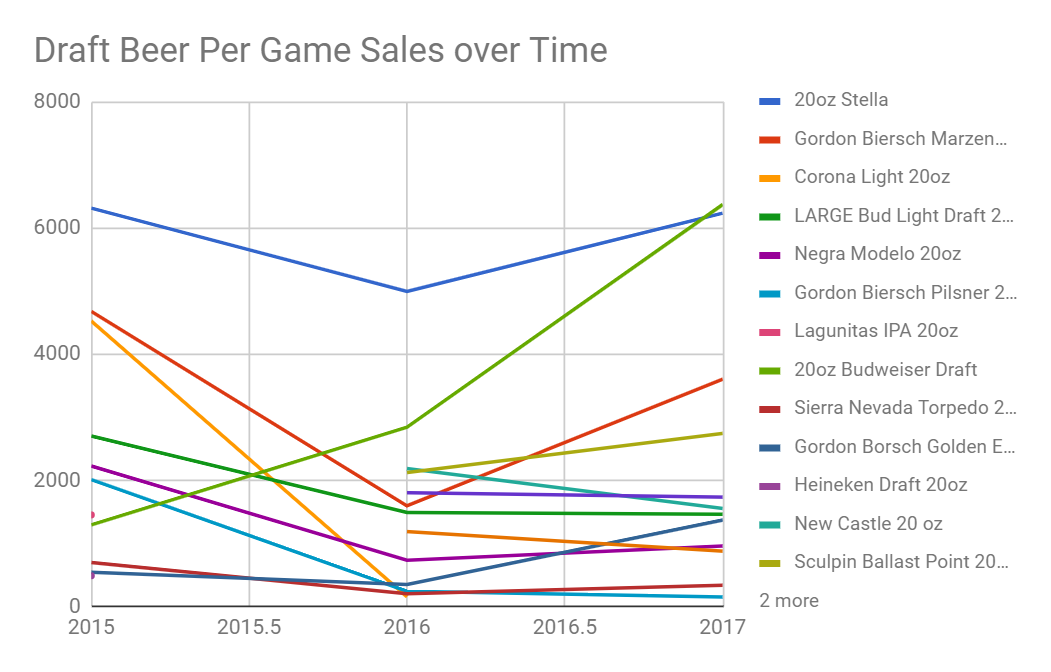 Draft Beer Per Game Sales over Time
8000
6000
4000
2000
0
2015
2015.5
2016
2016.5
2017
20oz Stella
Gordon Biersch Marzen...
Corona Light 20oz
LARGE Bud Light Draft 2...
Negra Modelo 20oz
Gordon Biersch Pilsner 2...
Lagunitas IPA 20oz
20oz Budweiser Draft
Sierra Nevada Torpedo 2...
Gordon Borsch Golden E...
Heineken Draft 20oz
New Castle 20 oz
Sculpin Ballast Point 20...
2 more